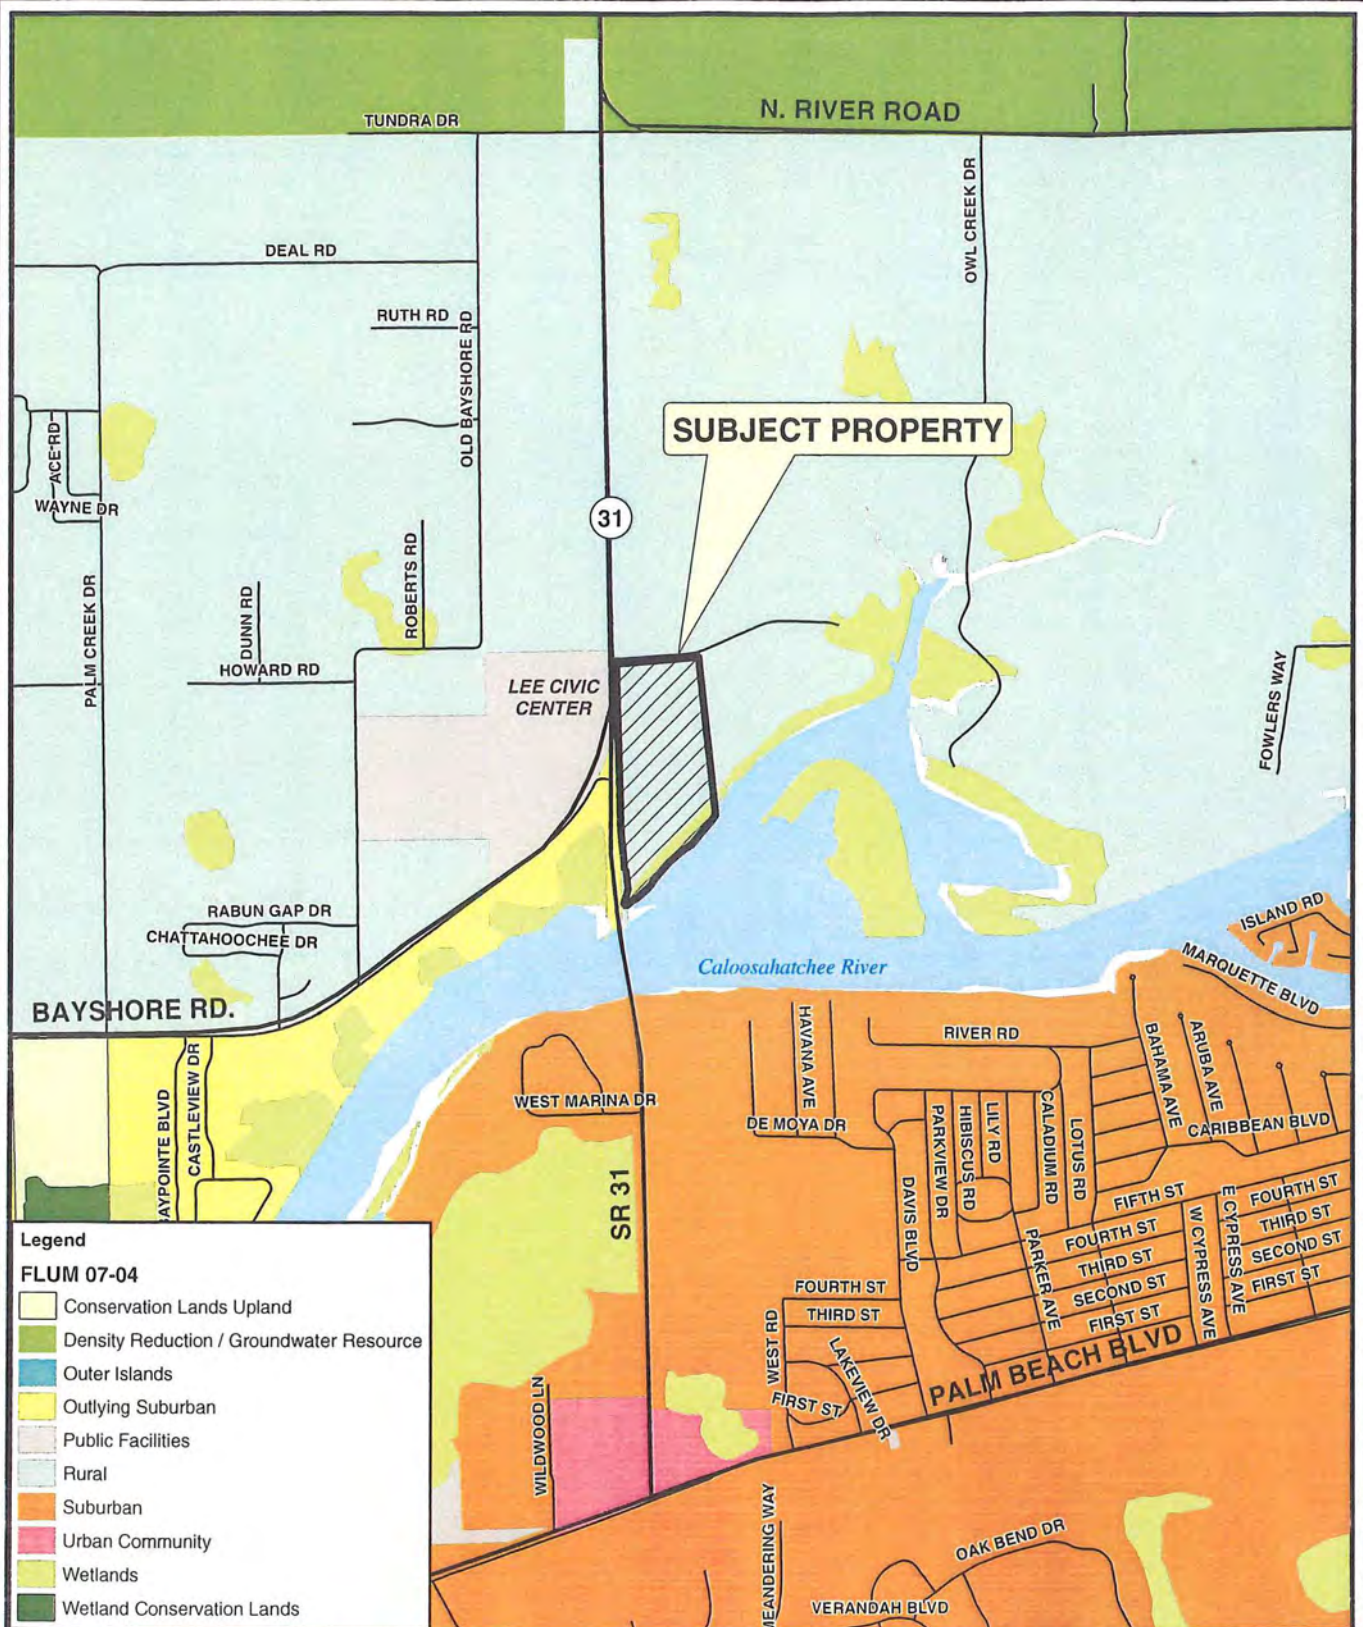 TUNDRA DR
N. RIVER ROAD
OWL CREEK DR
DEAL RD
RUTH RD
OLD BAYSHORE RD
SUBJECT PROPERTY
ACE RD
WAYNE DR
31
PALM CREEK DR
DUNN RD
ROBERTS RD
HOWARD RD
LEE CIVIC
CENTER
FOWLERS WAY
RABUN GAP DR
CHATTAHOOCHEE DR
BAYSHORE RD.
Caloosahatchee River
ISLAND RD
MARQUETTE BLVD
BAYPOINTE BLVD
CASTLEVIEW DR
WEST MARINA DR
HAVANA AVE
DE MOYA DR
RIVER RD
BAHAMA AVE
ARUBA AVE
CARIBBEAN BLVD
PARKVIEW DR
HIBISCUS RD
LILY RD
CALADIUM RD
LOTUS RD
DAVIS BLVD
SR 31
FIFTH ST
FOURTH ST
FOURTH ST
THIRD ST
THIRD ST
SECOND ST
SECOND ST
FIRST ST
FIRST ST
PARKER AVE
W CYPRESS AVE
E CYPRESS AVE
FOURTH ST
THIRD ST
WEST RD
LAKEVIEW DR
FIRST ST
PALM BEACH BLVD
WILDWOOD LN
MEANDERING WAY
OAK BEND DR
VERANDAH BLVD
Legend
FLUM 07-04
Conservation Lands Upland
Density Reduction / Groundwater Resource
Outer Islands
Outlying Suburban
Public Facilities
Rural
Suburban
Urban Community
Wetlands
Wetland Conservation Lands